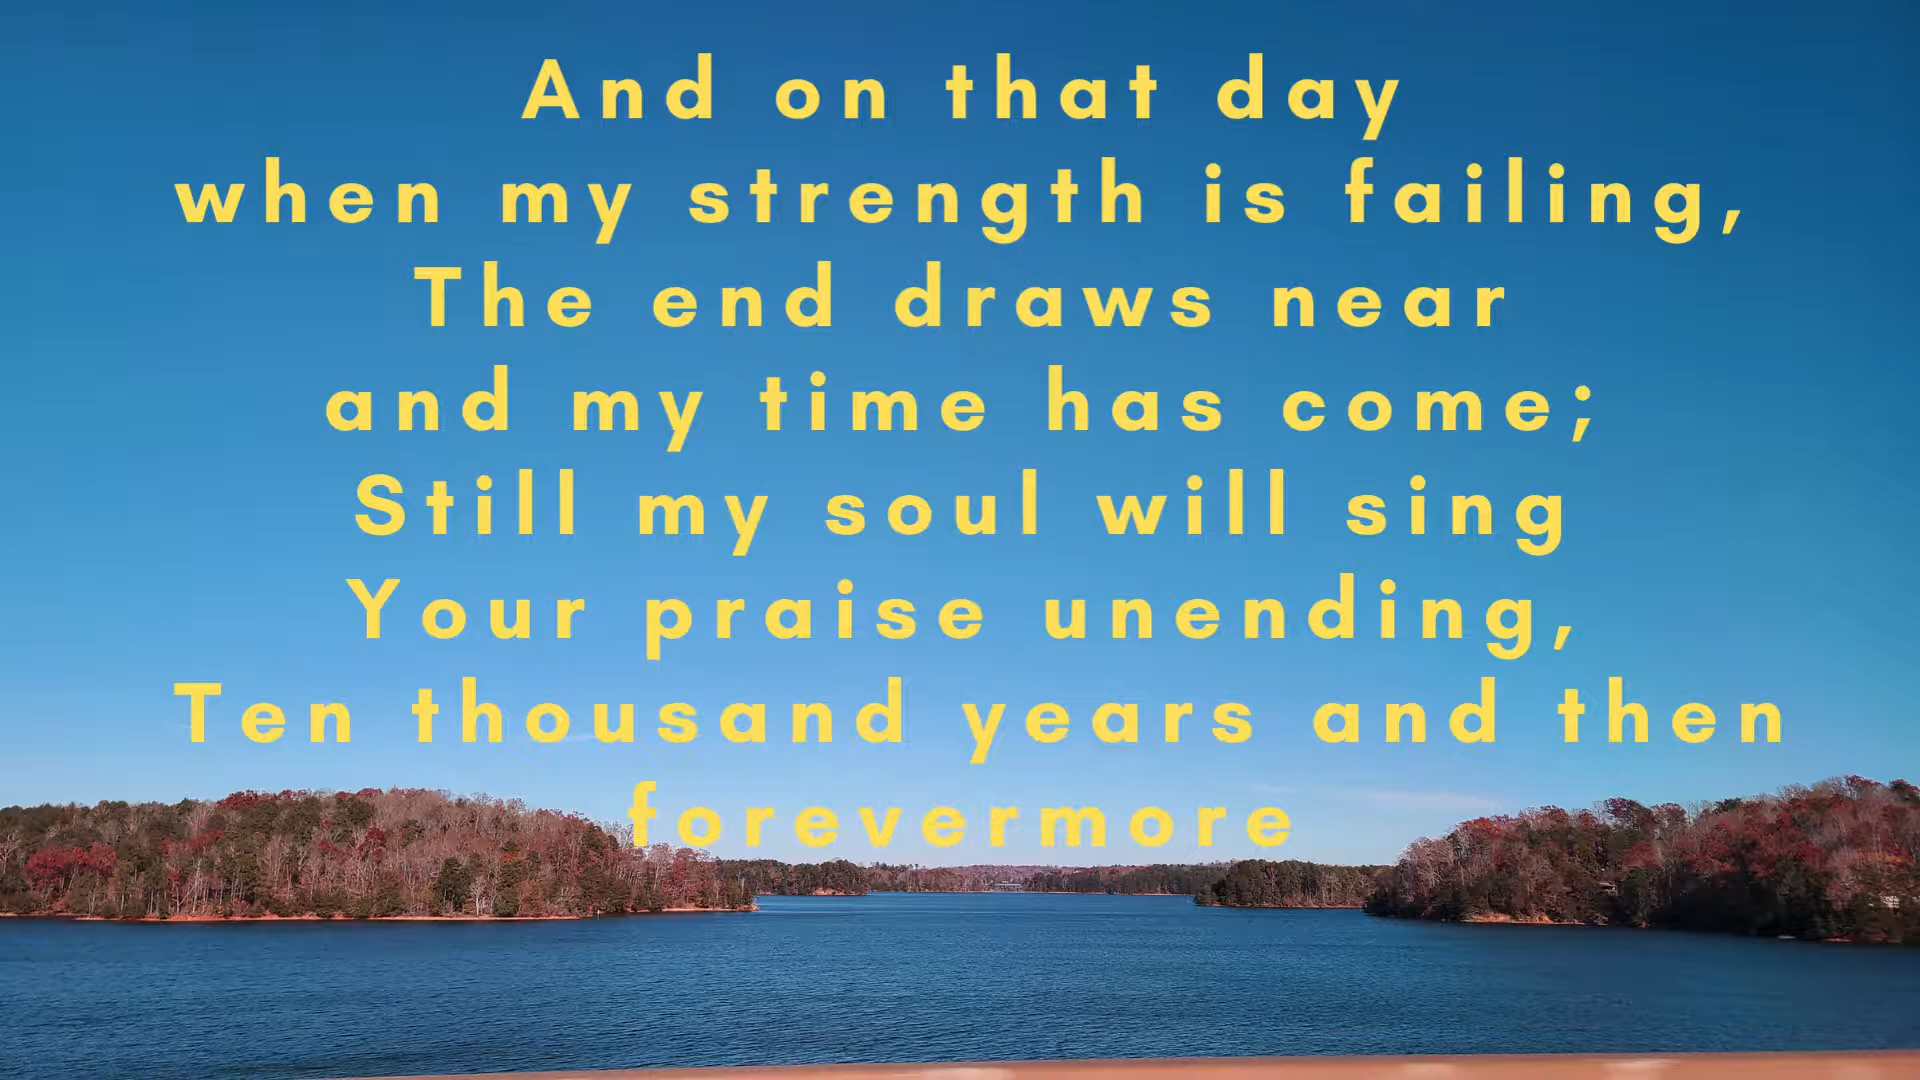 And on that day
when my strength is failing,
The end draws near
and my time has come;
Still my soul will sing
Your praise unending,
Ten thousand years and then
forevermore